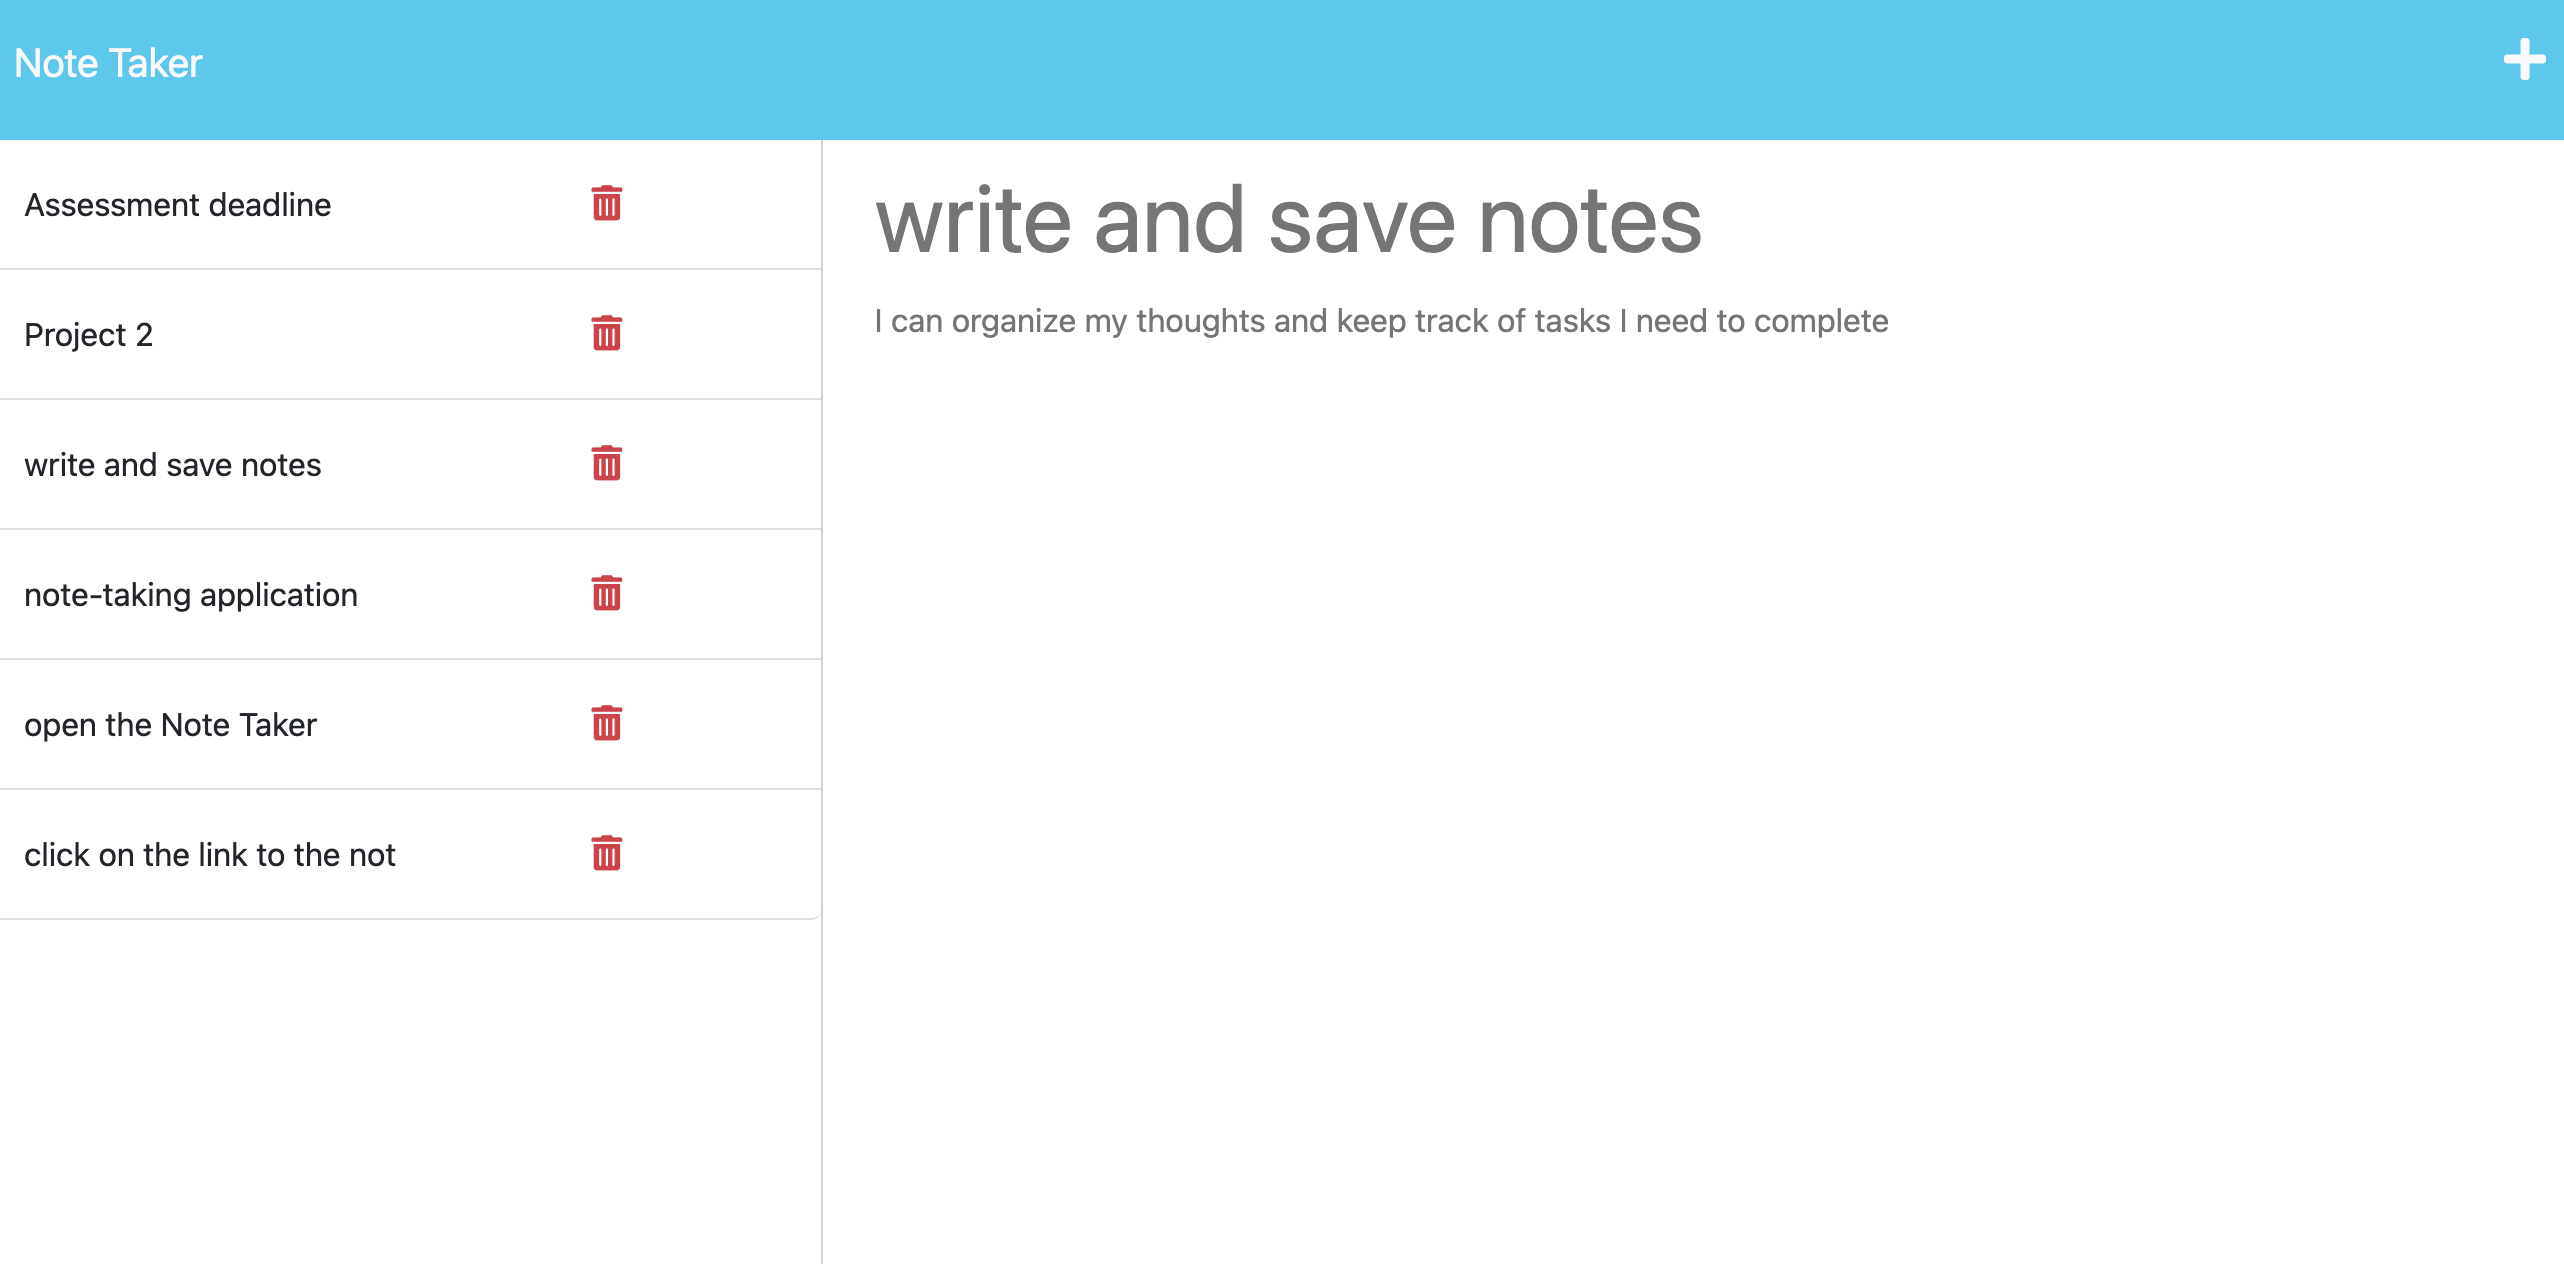 Note Taker
Assessment deadline
Project 2
write and save notes
note-taking application
open the Note Taker
click on the link to the not
write and save notes
I can organize my thoughts and keep track of tasks I need to complete